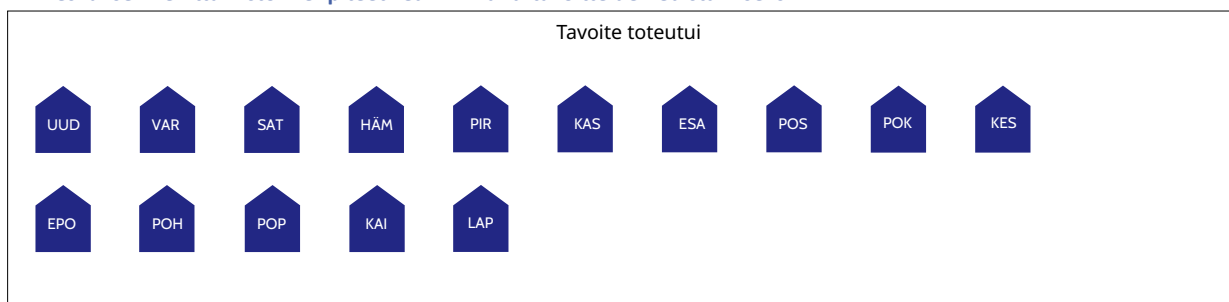 Tavoite toteutui
UUD VAR SAT HÄM PIR KAS ESA POS POK KES
EPO POH POP KAI LAP